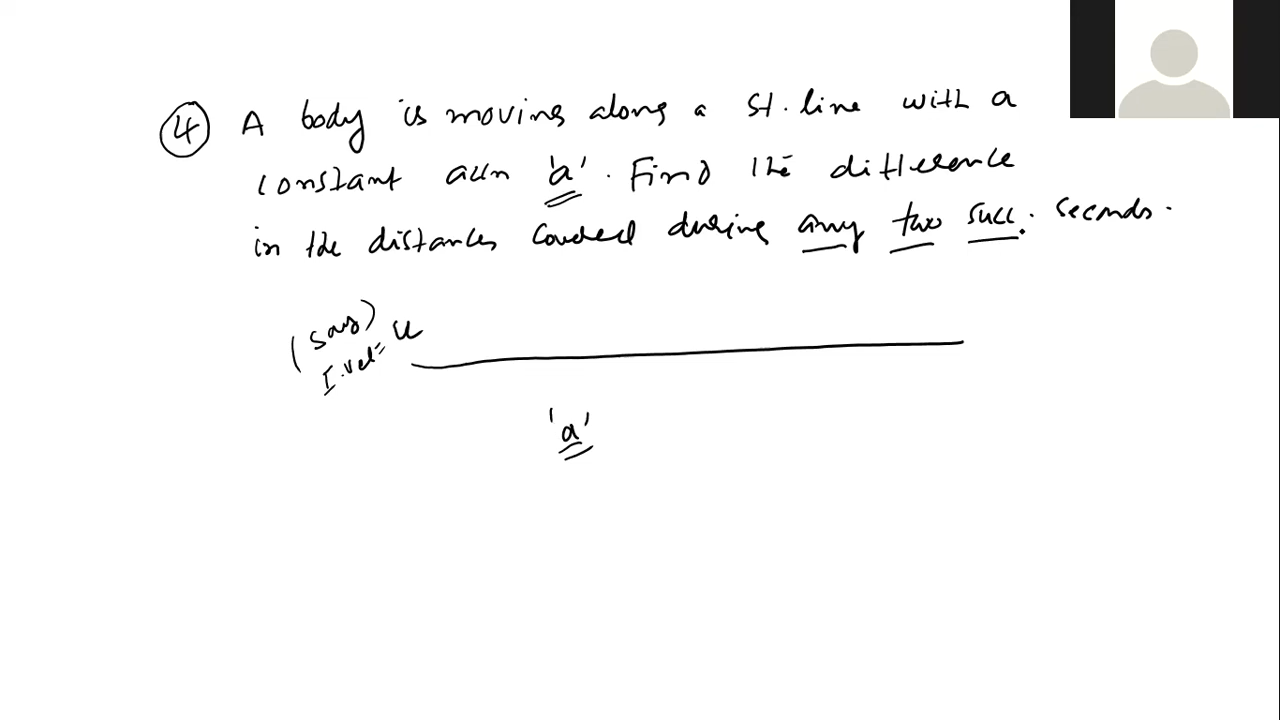 ④ A body is moving along a St. line with a
constant accn 'a'. Find the difference
in the distances covered during any two succ. seconds.
(say)
I.vel= u
'a'